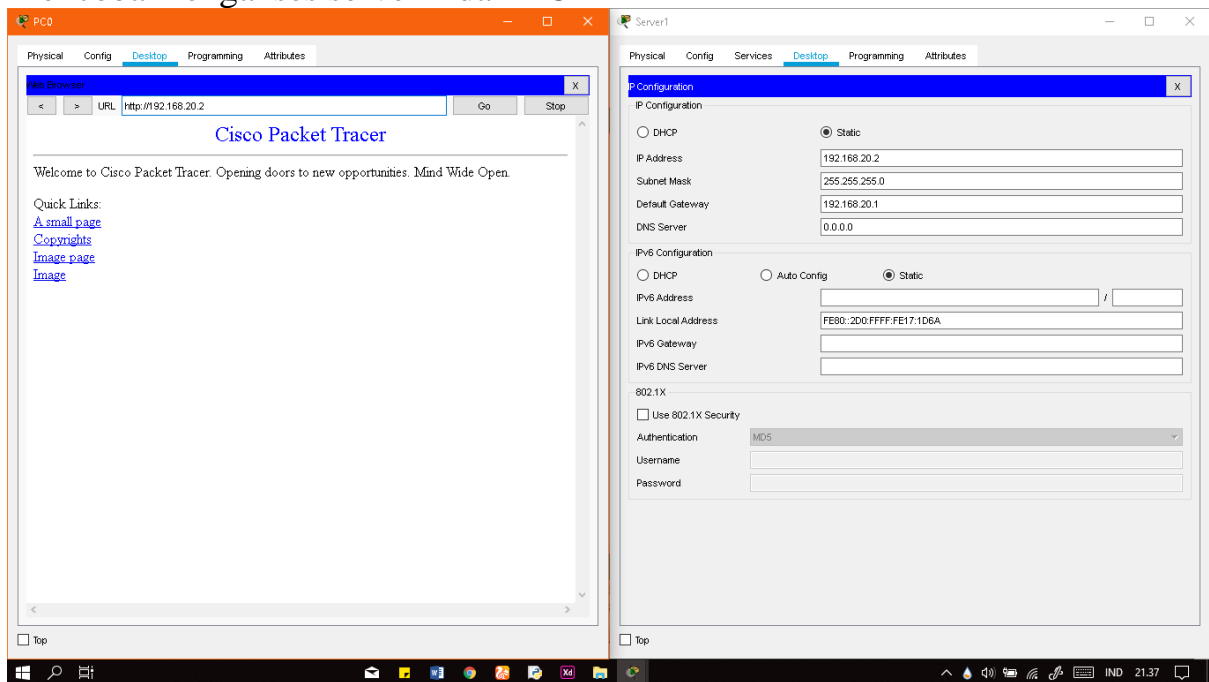 PC0
Physical Config Desktop Programming Attributes
X
< > URL http://192.168.20.2 Go Stop
Cisco Packet Tracer
Welcome to Cisco Packet Tracer. Opening doors to new opportunities. Mind Wide Open.
Quick Links:
A small page
Copyrights
Image page
Image
Top
Server1
Physical Config Services Desktop Programming Attributes
IP Configuration X
IP Configuration
DHCP Static
IP Address 192.168.20.2
Subnet Mask 255.255.255.0
Default Gateway 192.168.20.1
DNS Server 0.0.0.0
IPv6 Configuration
DHCP Auto Config Static
IPv6 Address /
Link Local Address FE80::2D0:FFFF:FE17:1D6A
IPv6 Gateway
IPv6 DNS Server
802.1X
Use 802.1X Security
Authentication MD5
Username
Password
Top
IND 21.37